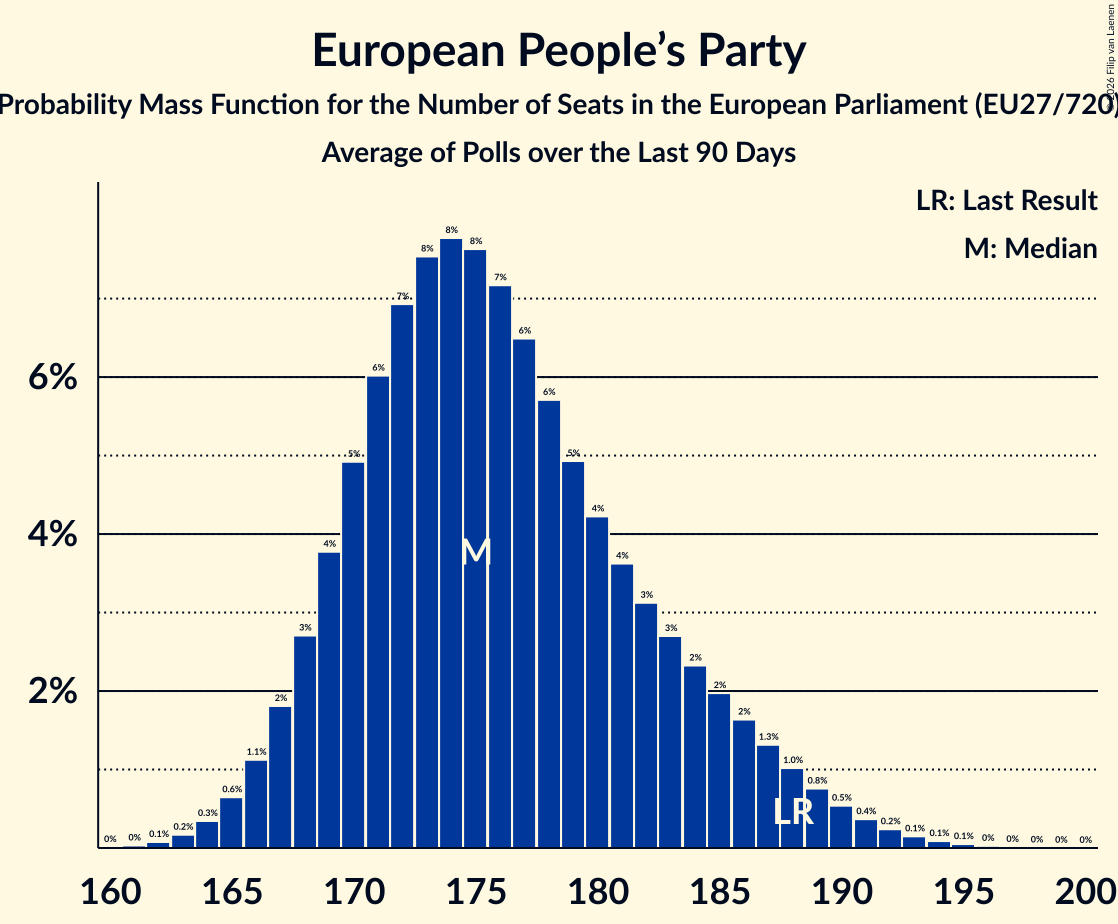 European People’s Party
Probability Mass Function for the Number of Seats in the European Parliament (EU27/720)
Average of Polls over the Last 90 Days
© 2026 Filip van Laenen
LR: Last Result
M: Median
6%
4%
2%
0% 0% 0.1% 0.2% 0.3% 0.6% 1.1% 2% 3% 4% 5% 6% 7% 8% 8% 8% 7% 6% 6% 5% 4% 4% 3% 3% 2% 2% 2% 1.3% 1.0% 0.8% 0.5% 0.4% 0.2% 0.1% 0.1% 0.1% 0% 0% 0% 0% 0%
M
LR
160 165 170 175 180 185 190 195 200